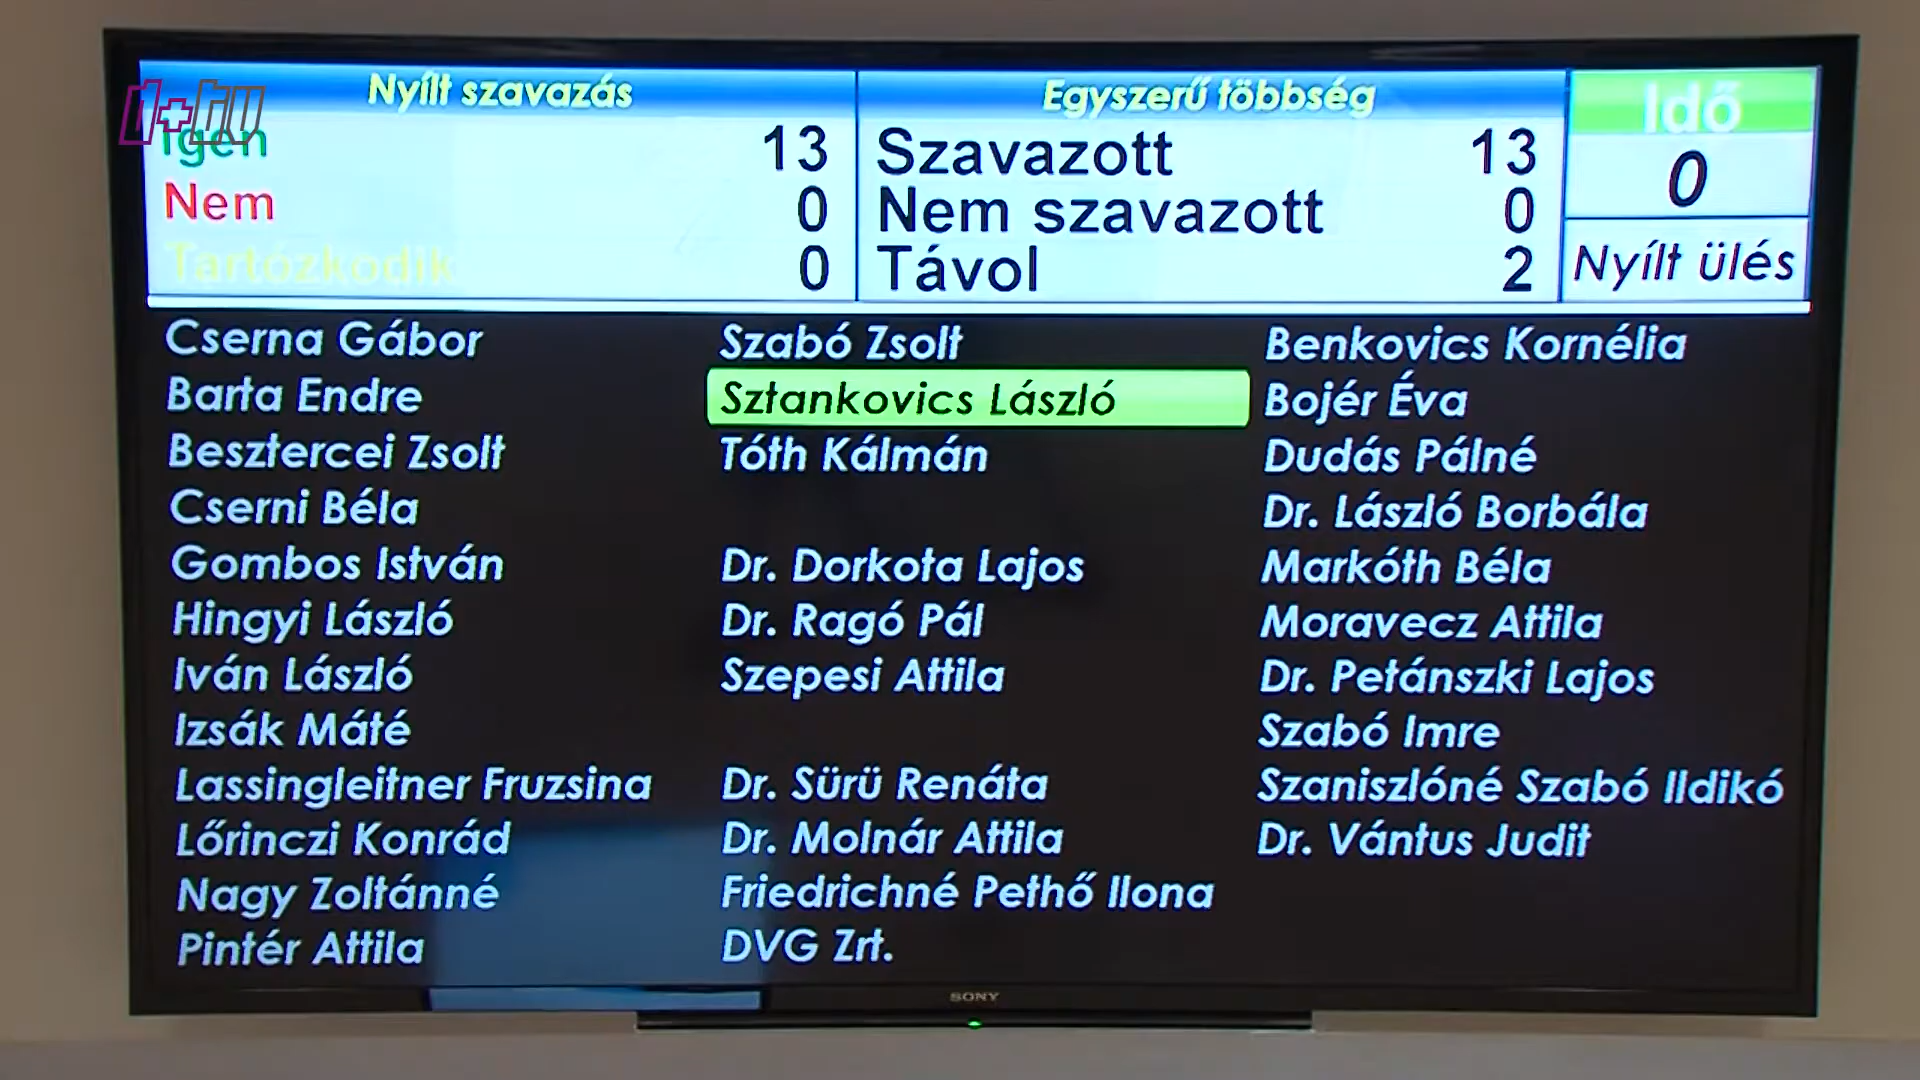 1+tv
Nyílt szavazás
Igen 13
Nem 0
Tartózkodik 0
Egyszerű többség
Szavazott 13
Nem szavazott 0
Távol 2
Idő
0
Nyílt ülés
Cserna Gábor
Barta Endre
Besztercei Zsolt
Cserni Béla
Gombos István
Hingyi László
Iván László
Izsák Máté
Lassingleitner Fruzsina
Lőrinczi Konrád
Nagy Zoltánné
Pintér Attila
Szabó Zsolt
Sztankovics László
Tóth Kálmán
Dr. Dorkota Lajos
Dr. Ragó Pál
Szepesi Attila
Dr. Sürü Renáta
Dr. Molnár Attila
Friedrichné Pethő Ilona
DVG Zrt.
Benkovics Kornélia
Bojér Éva
Dudás Pálné
Dr. László Borbála
Markóth Béla
Moravecz Attila
Dr. Petánszki Lajos
Szabó Imre
Szaniszlóné Szabó Ildikó
Dr. Vántus Judit
SONY